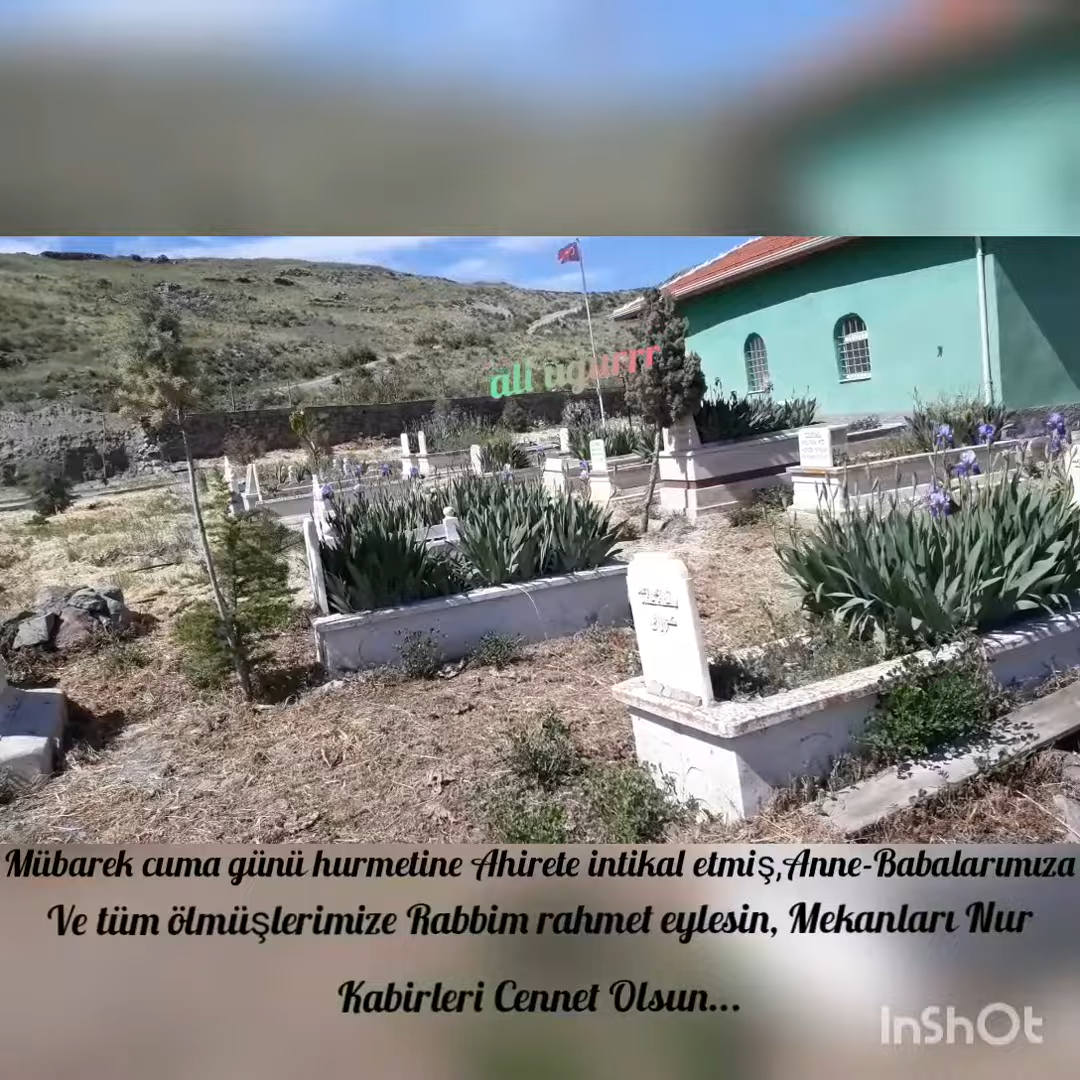 ali ugurrr
Mübarek cuma günü hurmetine Ahirete intikal etmiş,Anne-Babalarımıza
Ve tüm ölmüşlerimize Rabbim rahmet eylesin, Mekanları Nur
Kabirleri Cennet Olsun...
InShOt